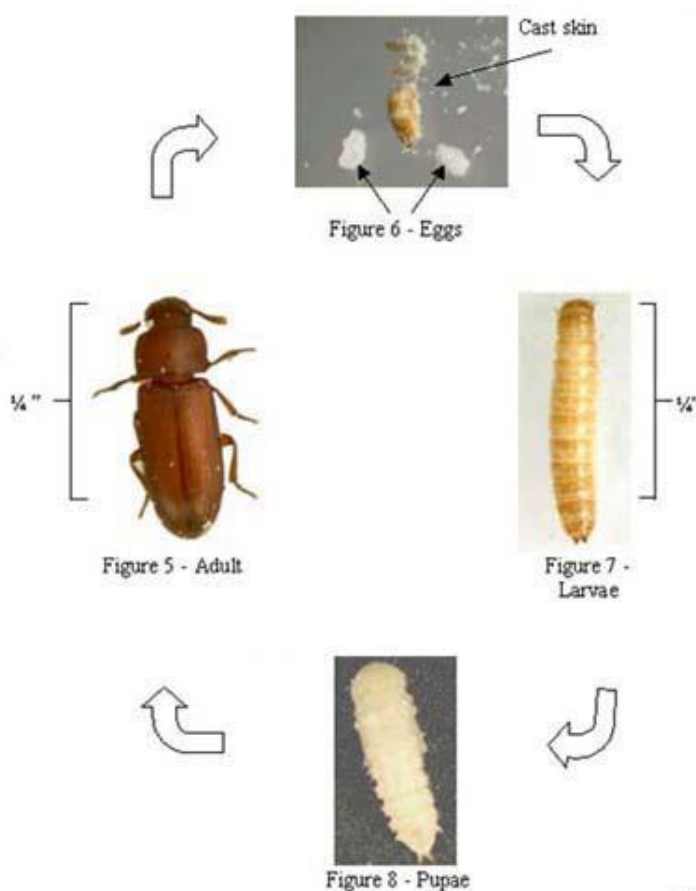 Cast skin
Figure 6 - Eggs
¼"
¼"
Figure 5 - Adult
Figure 7 -
Larvae
Figure 8 - Pupae